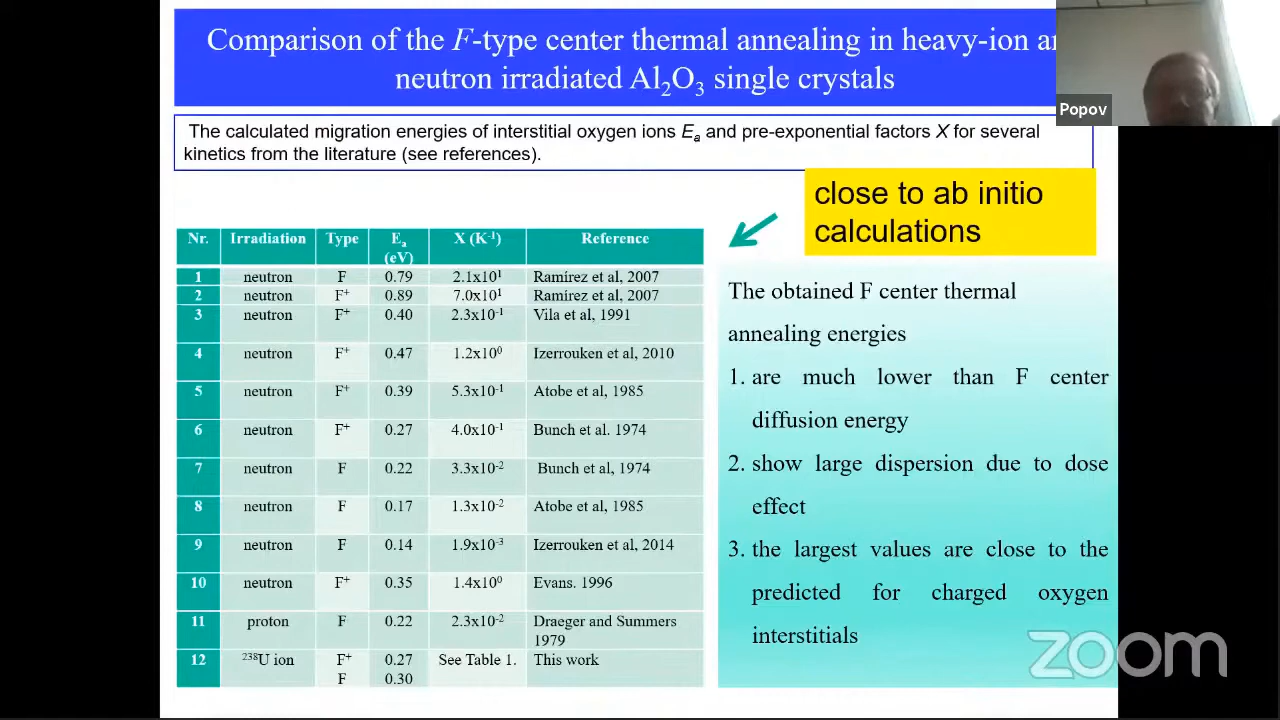 Comparison of the F-type center thermal annealing in heavy-ion
neutron irradiated Al₂O₃ single crystals
Popov
The calculated migration energies of interstitial oxygen ions Eₐ and pre-exponential factors X for several
kinetics from the literature (see references).
close to ab initio
calculations
Nr. Irradiation Type Eₐ (eV) X (K⁻¹) Reference
1 neutron F 0.79 2.1x10¹ Ramírez et al, 2007
2 neutron F⁺ 0.89 7.0x10¹ Ramírez et al, 2007
3 neutron F⁺ 0.40 2.3x10⁻¹ Vila et al, 1991
4 neutron F⁺ 0.47 1.2x10⁰ Izerrouken et al, 2010
5 neutron F⁺ 0.39 5.3x10⁻¹ Atobe et al, 1985
6 neutron F⁺ 0.27 4.0x10⁻¹ Bunch et al. 1974
7 neutron F 0.22 3.3x10⁻² Bunch et al, 1974
8 neutron F 0.17 1.3x10⁻² Atobe et al, 1985
9 neutron F 0.14 1.9x10⁻³ Izerrouken et al, 2014
10 neutron F⁺ 0.35 1.4x10⁰ Evans. 1996
11 proton F 0.22 2.3x10⁻² Draeger and Summers
1979
12 ²³⁸U ion F⁺ 0.27 See Table 1. This work
F 0.30
The obtained F center thermal
annealing energies
1. are much lower than F center
diffusion energy
2. show large dispersion due to dose
effect
3. the largest values are close to the
predicted for charged oxygen
interstitials
zoom